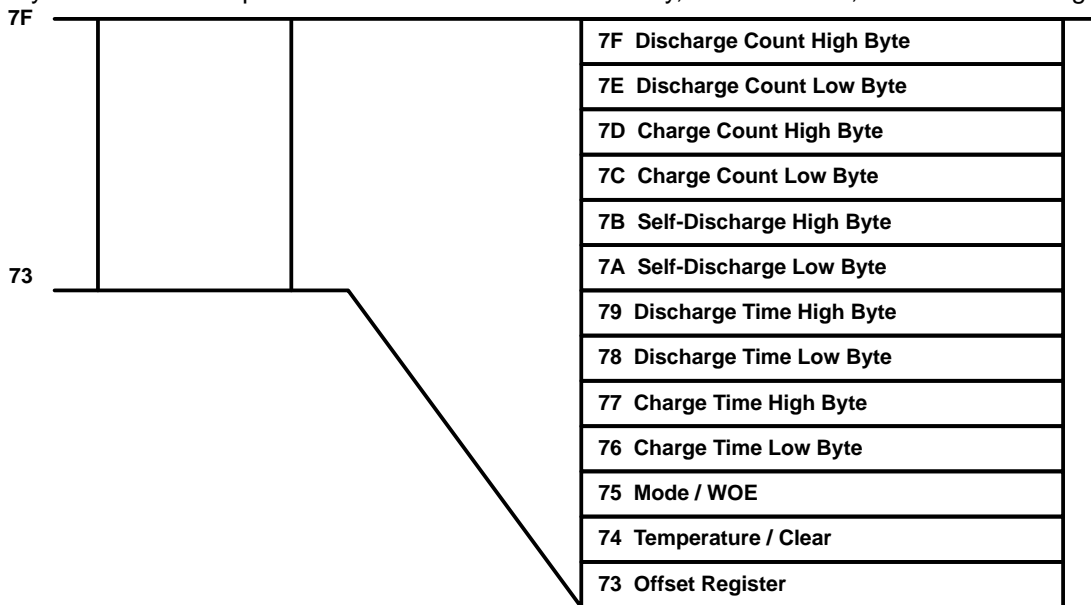 7F
7F Discharge Count High Byte
7E Discharge Count Low Byte
7D Charge Count High Byte
7C Charge Count Low Byte
7B Self-Discharge High Byte
7A Self-Discharge Low Byte
73
79 Discharge Time High Byte
78 Discharge Time Low Byte
77 Charge Time High Byte
76 Charge Time Low Byte
75 Mode / WOE
74 Temperature / Clear
73 Offset Register